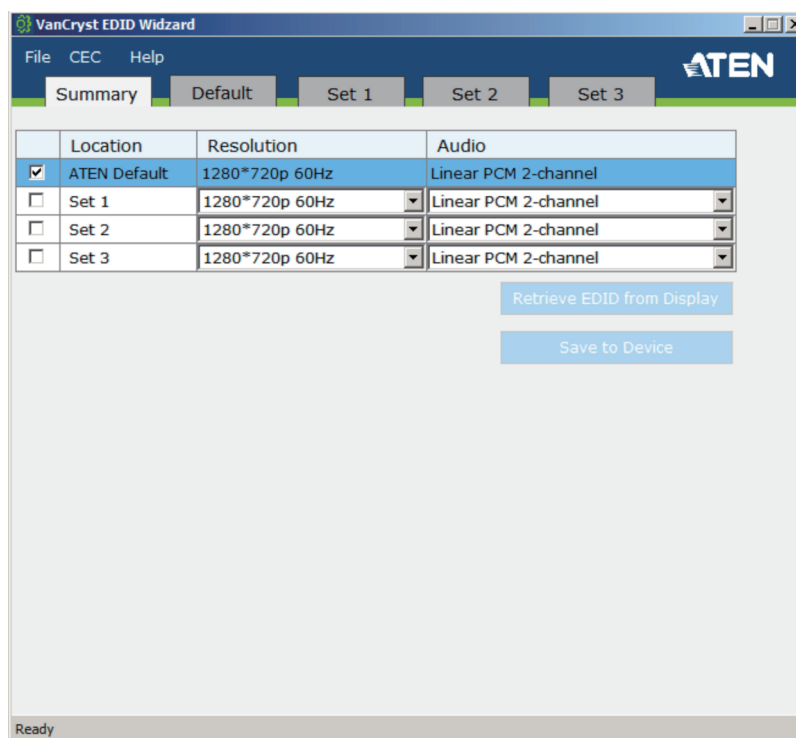 VanCryst EDID Widzard
File CEC Help
ATEN
Summary Default Set 1 Set 2 Set 3
Location Resolution Audio
ATEN Default 1280*720p 60Hz Linear PCM 2-channel
Set 1 1280*720p 60Hz Linear PCM 2-channel
Set 2 1280*720p 60Hz Linear PCM 2-channel
Set 3 1280*720p 60Hz Linear PCM 2-channel
Retrieve EDID from Display
Save to Device
Ready